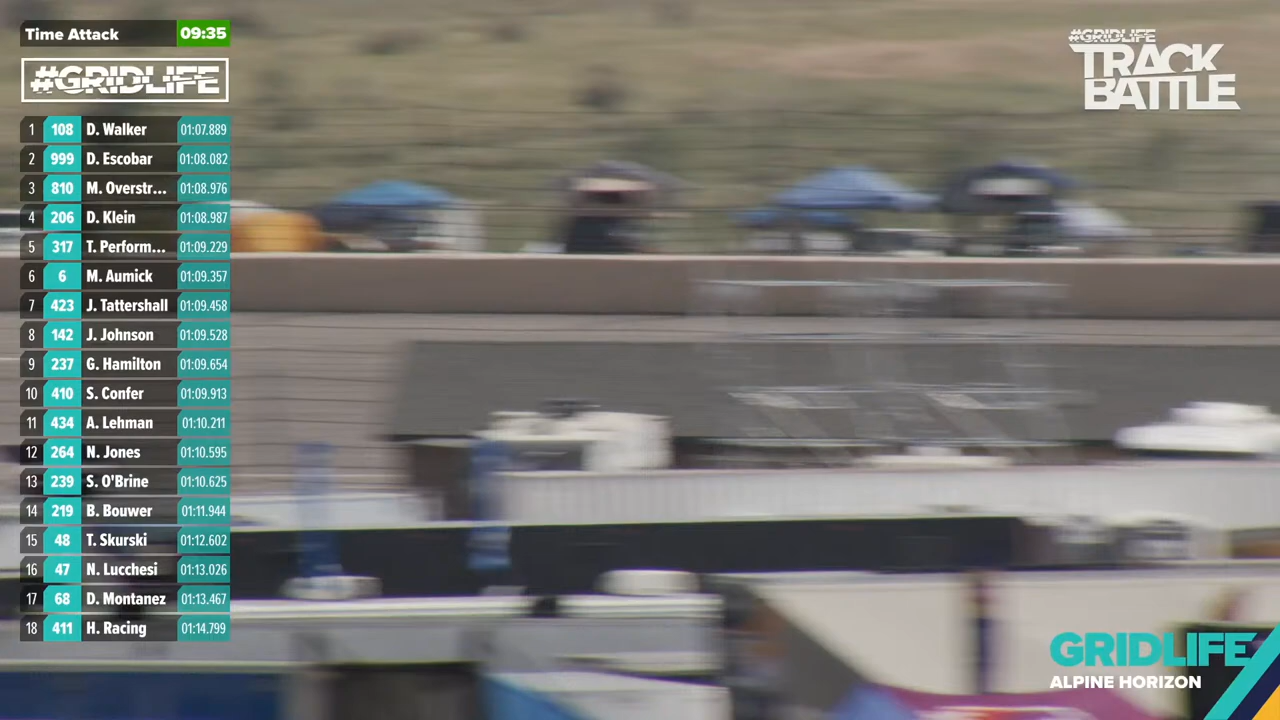 Time Attack 09:35
#GRIDLIFE
1 108 D. Walker 01:07.889
2 999 D. Escobar 01:08.082
3 810 M. Overstr... 01:08.976
4 206 D. Klein 01:08.987
5 317 T. Perform... 01:09.229
6 6 M. Aumick 01:09.357
7 423 J. Tattershall 01:09.458
8 142 J. Johnson 01:09.528
9 237 G. Hamilton 01:09.654
10 410 S. Confer 01:09.913
11 434 A. Lehman 01:10.211
12 264 N. Jones 01:10.595
13 239 S. O'Brine 01:10.625
14 219 B. Bouwer 01:11.944
15 48 T. Skurski 01:12.602
16 47 N. Lucchesi 01:13.026
17 68 D. Montanez 01:13.467
18 411 H. Racing 01:14.799
#GRIDLIFE
TRACK
BATTLE
GRIDLIFE
ALPINE HORIZON